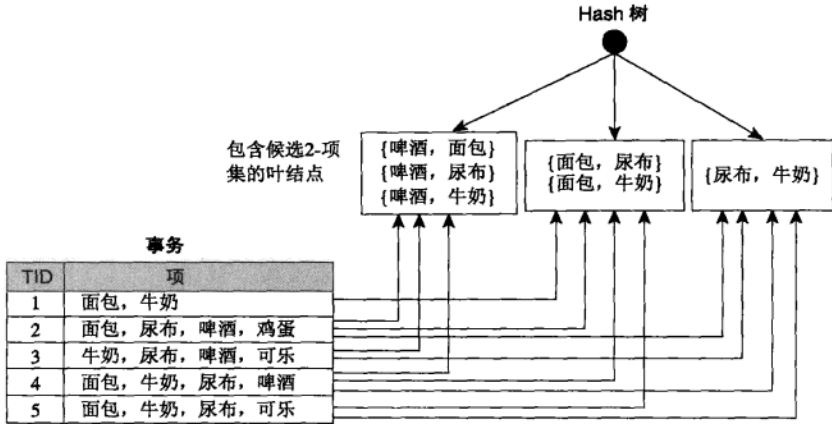 Hash 树
包含候选2-项
集的叶结点
{啤酒，面包}
{啤酒，尿布}
{啤酒，牛奶}
{面包，尿布}
{面包，牛奶}
{尿布，牛奶}
事务
TID 项
1 面包，牛奶
2 面包，尿布，啤酒，鸡蛋
3 牛奶，尿布，啤酒，可乐
4 面包，牛奶，尿布，啤酒
5 面包，牛奶，尿布，可乐